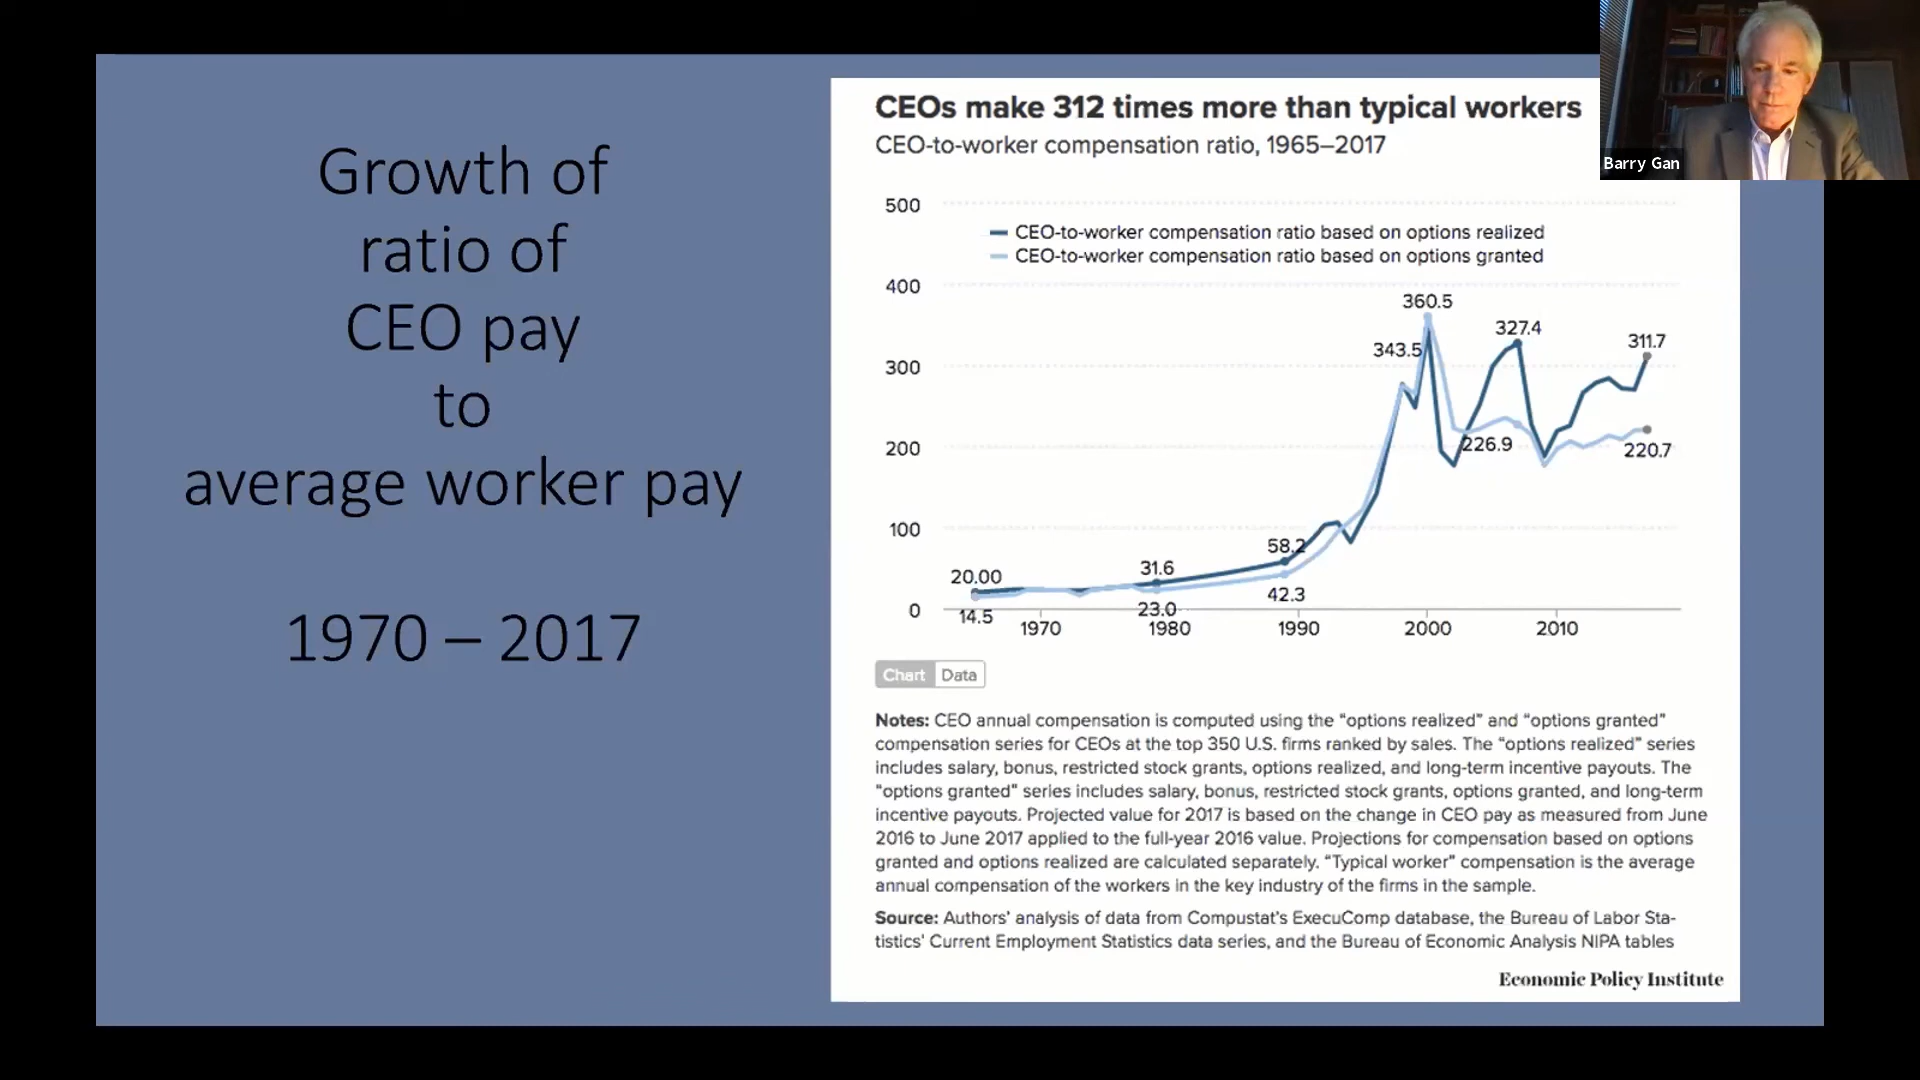 Growth of
ratio of
CEO pay
to
average worker pay
1970 – 2017
CEOs make 312 times more than typical workers
CEO-to-worker compensation ratio, 1965–2017
Barry Gan
500
CEO-to-worker compensation ratio based on options realized
CEO-to-worker compensation ratio based on options granted
400
360.5
327.4
343.5
311.7
300
200
226.9
220.7
100
58.2
31.6
20.00
42.3
0
14.5
23.0
1970
1980
1990
2000
2010
Chart Data
Notes: CEO annual compensation is computed using the “options realized” and “options granted”
compensation series for CEOs at the top 350 U.S. firms ranked by sales. The “options realized” series
includes salary, bonus, restricted stock grants, options realized, and long-term incentive payouts. The
“options granted” series includes salary, bonus, restricted stock grants, options granted, and long-term
incentive payouts. Projected value for 2017 is based on the change in CEO pay as measured from June
2016 to June 2017 applied to the full-year 2016 value. Projections for compensation based on options
granted and options realized are calculated separately. “Typical worker” compensation is the average
annual compensation of the workers in the key industry of the firms in the sample.
Source: Authors’ analysis of data from Compustat’s ExecuComp database, the Bureau of Labor Sta-
tistics’ Current Employment Statistics data series, and the Bureau of Economic Analysis NIPA tables
Economic Policy Institute